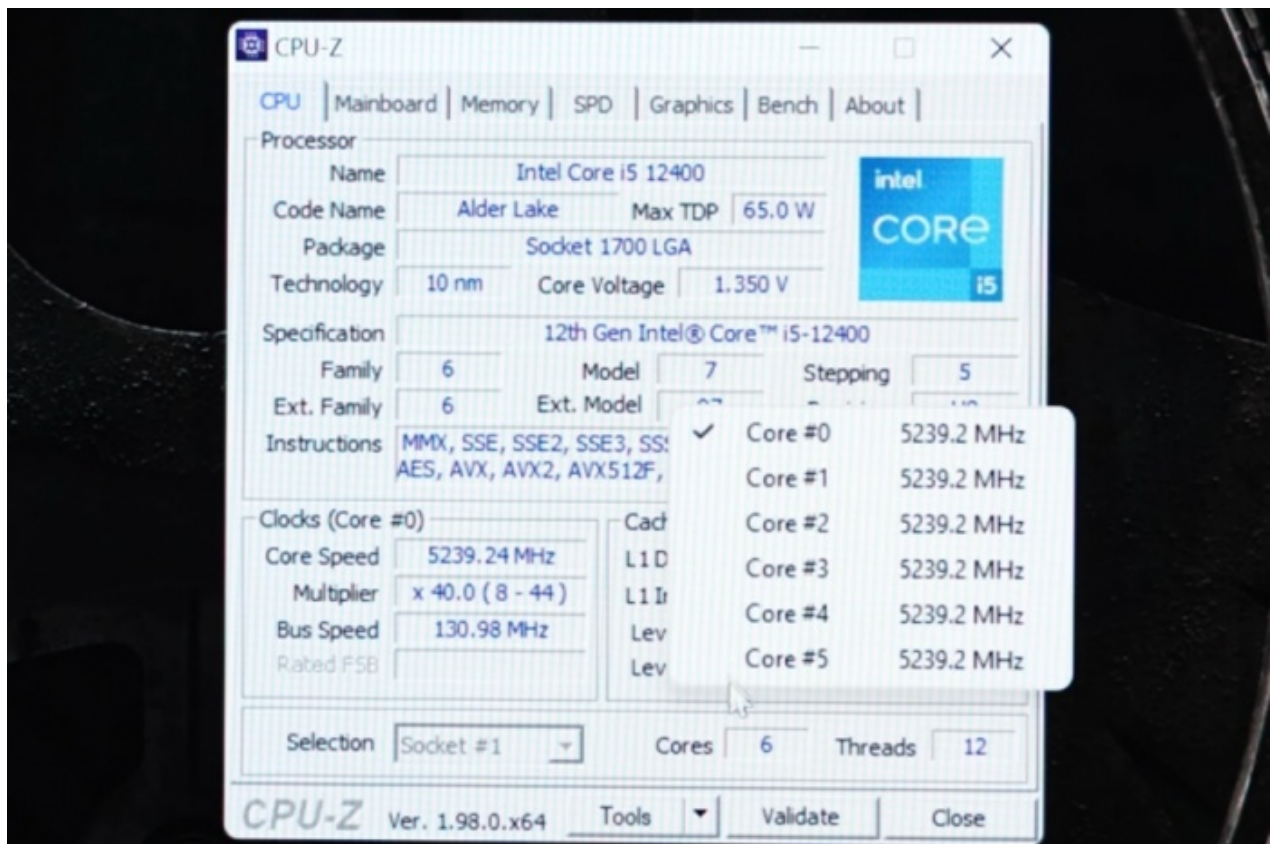 CPU-Z
CPU Mainboard Memory SPD Graphics Bench About
Processor
Name Intel Core i5 12400
Code Name Alder Lake Max TDP 65.0 W
Package Socket 1700 LGA
Technology 10 nm Core Voltage 1.350 V
intel
CORe
i5
Specification 12th Gen Intel® Core™ i5-12400
Family 6 Model 7 Stepping 5
Ext. Family 6 Ext. Model
Instructions MMX, SSE, SSE2, SSE3,
AES, AVX, AVX2, AVX512F,
Core #0 5239.2 MHz
Core #1 5239.2 MHz
Core #2 5239.2 MHz
Core #3 5239.2 MHz
Core #4 5239.2 MHz
Core #5 5239.2 MHz
Clocks (Core #0)
Core Speed 5239.24 MHz
Multiplier x 40.0 ( 8 - 44 )
Bus Speed 130.98 MHz
Rated FSB
Cach
L1 D
L1 In
Lev
Lev
Selection Socket #1 Cores 6 Threads 12
CPU-Z Ver. 1.98.0.x64 Tools Validate Close